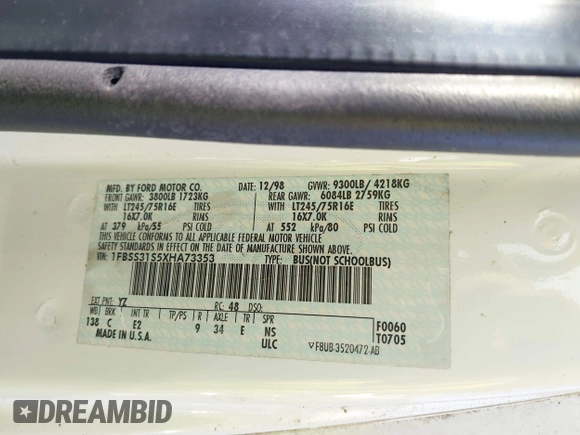 MFD. BY FORD MOTOR CO. DATE: 12/98 GVWR: 9300LB/ 4218KG
FRONT GAWR: 3800LB 1723KG REAR GAWR: 6084LB 2759KG
WITH LT245/75R16E TIRES WITH LT245/75R16E TIRES
16X7.0K RIMS 16X7.0K RIMS
AT 379 kPa/55 PSI COLD AT 552 kPa/80 PSI COLD
THIS VEHICLE CONFORMS TO ALL APPLICABLE FEDERAL MOTOR VEHICLE
SAFETY STANDARDS IN EFFECT ON THE DATE OF MANUFACTURE SHOWN ABOVE.
VIN: 1FBSS31S5XHA73353 TYPE: BUS(NOT SCHOOLBUS)
EXT PNT: YZ RC: 48 DSO:
WB BRK INT TR TP/PS R AXLE TR SPR
138 C E2 9 34 E NS
MADE IN U.S.A. ULC
F0060
T0705
▽F8UB-3520472-AB
DREAMBID